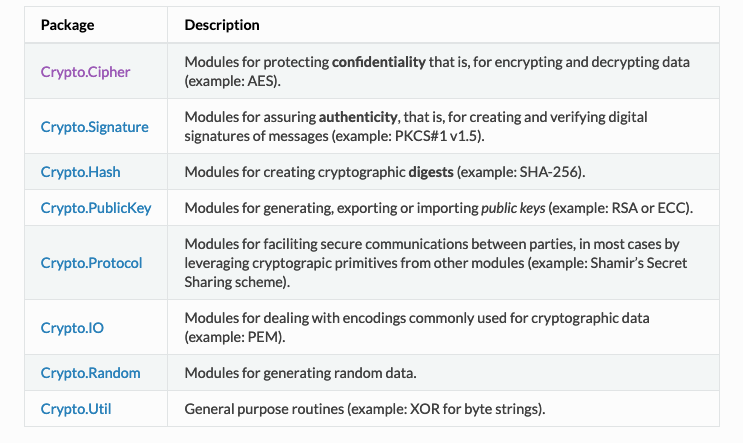 Package Description
Crypto.Cipher Modules for protecting confidentiality that is, for encrypting and decrypting data
(example: AES).
Crypto.Signature Modules for assuring authenticity, that is, for creating and verifying digital
signatures of messages (example: PKCS#1 v1.5).
Crypto.Hash Modules for creating cryptographic digests (example: SHA-256).
Crypto.PublicKey Modules for generating, exporting or importing public keys (example: RSA or ECC).
Crypto.Protocol Modules for faciliting secure communications between parties, in most cases by
leveraging cryptograpic primitives from other modules (example: Shamir's Secret
Sharing scheme).
Crypto.IO Modules for dealing with encodings commonly used for cryptographic data
(example: PEM).
Crypto.Random Modules for generating random data.
Crypto.Util General purpose routines (example: XOR for byte strings).